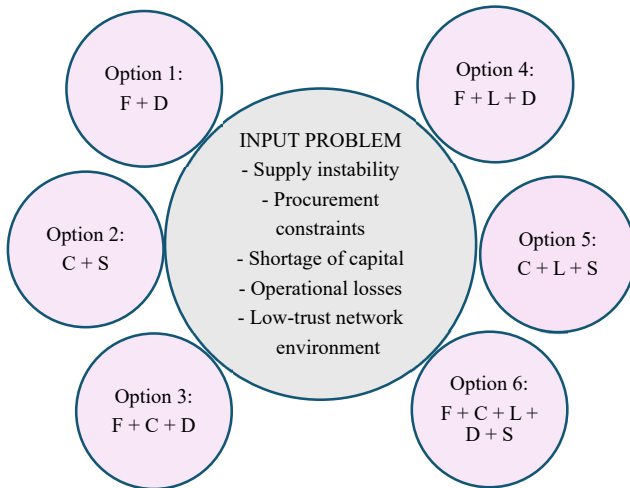 Option 1:
F + D
Option 2:
C + S
Option 3:
F + C + D
INPUT PROBLEM
- Supply instability
- Procurement
constraints
- Shortage of capital
- Operational losses
- Low-trust network
environment
Option 4:
F + L + D
Option 5:
C + L + S
Option 6:
F + C + L +
D + S